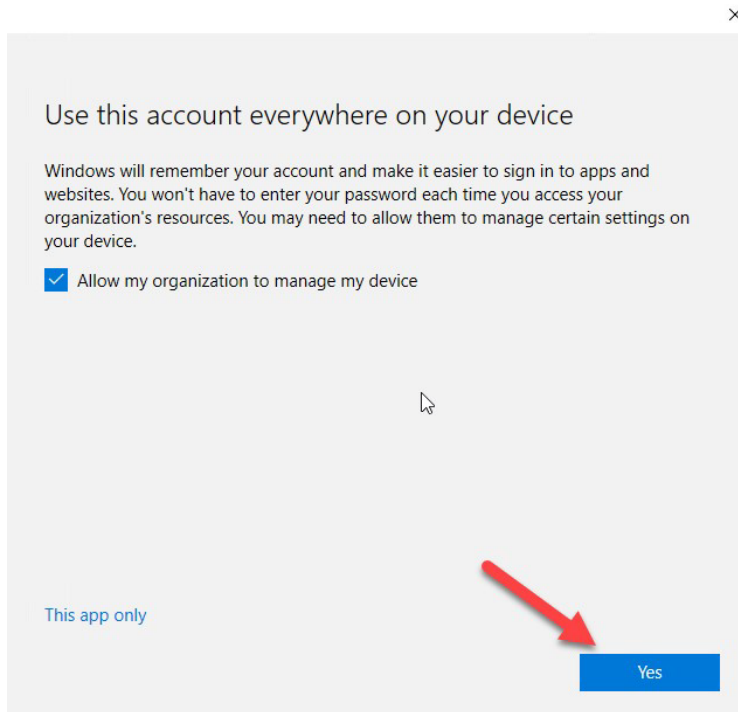 Use this account everywhere on your device
Windows will remember your account and make it easier to sign in to apps and
websites. You won't have to enter your password each time you access your
organization's resources. You may need to allow them to manage certain settings on
your device.
Allow my organization to manage my device
This app only
Yes